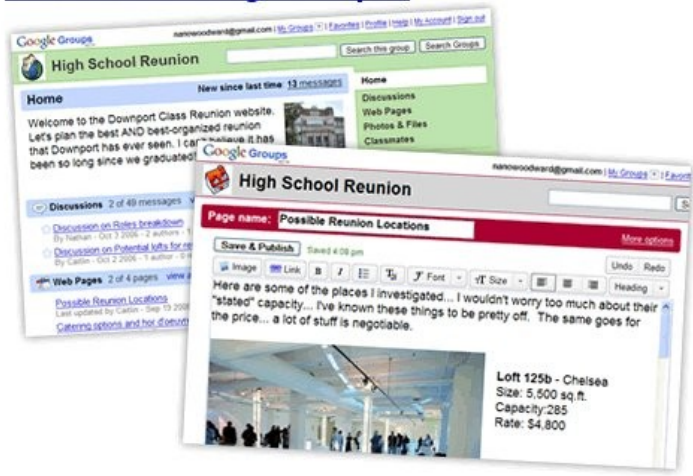 Google Groups
nanowoodward@gmail.com | My Groups | Favorites | Profile | Help | My Account | Sign out
High School Reunion
Search this group Search Groups
Home
New since last time: 13 messages
Welcome to the Downport Class Reunion website.
Let's plan the best AND best-organized reunion
that Downport has ever seen. I can't believe it has
been so long since we graduated!
Home
Discussions
Web Pages
Photos & Files
Classmates
Discussions 2 of 49 messages
Discussion on Roles breakdown
By Nathan - Oct 3 2006 - 2 authors
Discussion on Potential lofts for
By Caitlin - Oct 2 2006 - 1 author
Web Pages 2 of 4 pages view
Possible Reunion Locations
Last updated by Caitlin - Sep 19
Catering options and hor d'oeuv
Google Groups
nanowoodward@gmail.com | My Groups | Favorit
High School Reunion
Page name: Possible Reunion Locations
More options
Save & Publish Saved 4:09 pm
Undo Redo
Image Link B I Font Size Heading
Here are some of the places I investigated... I wouldn't worry too much about their
"stated" capacity... I've known these things to be pretty off. The same goes for
the price... a lot of stuff is negotiable.
Loft 125b - Chelsea
Size: 5,500 sq.ft.
Capacity:285
Rate: $4,800